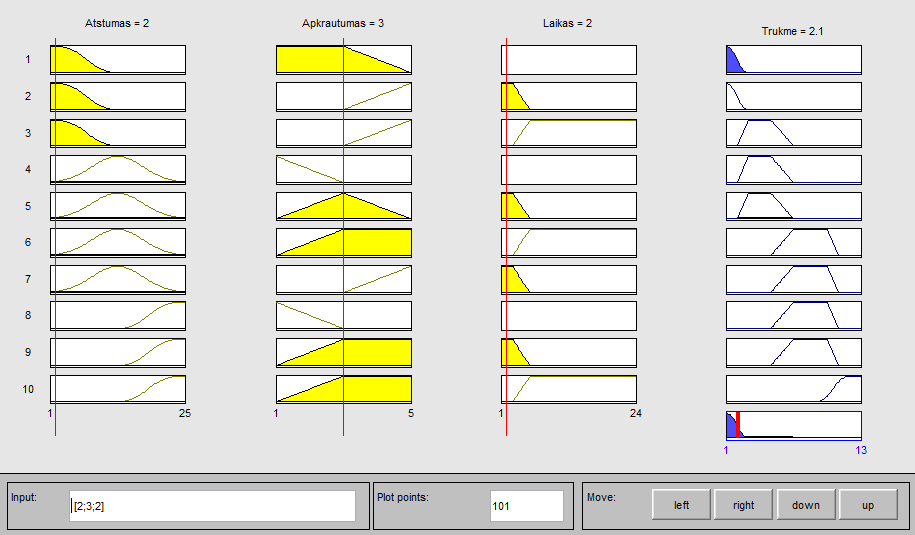 Atstumas = 2
Apkrautumas = 3
Laikas = 2
Trukme = 2.1
1
2
3
4
5
6
7
8
9
10
1 25
1 5
1 24
1 13
Input:
[2;3;2]
Plot points:
101
Move:
left
right
down
up